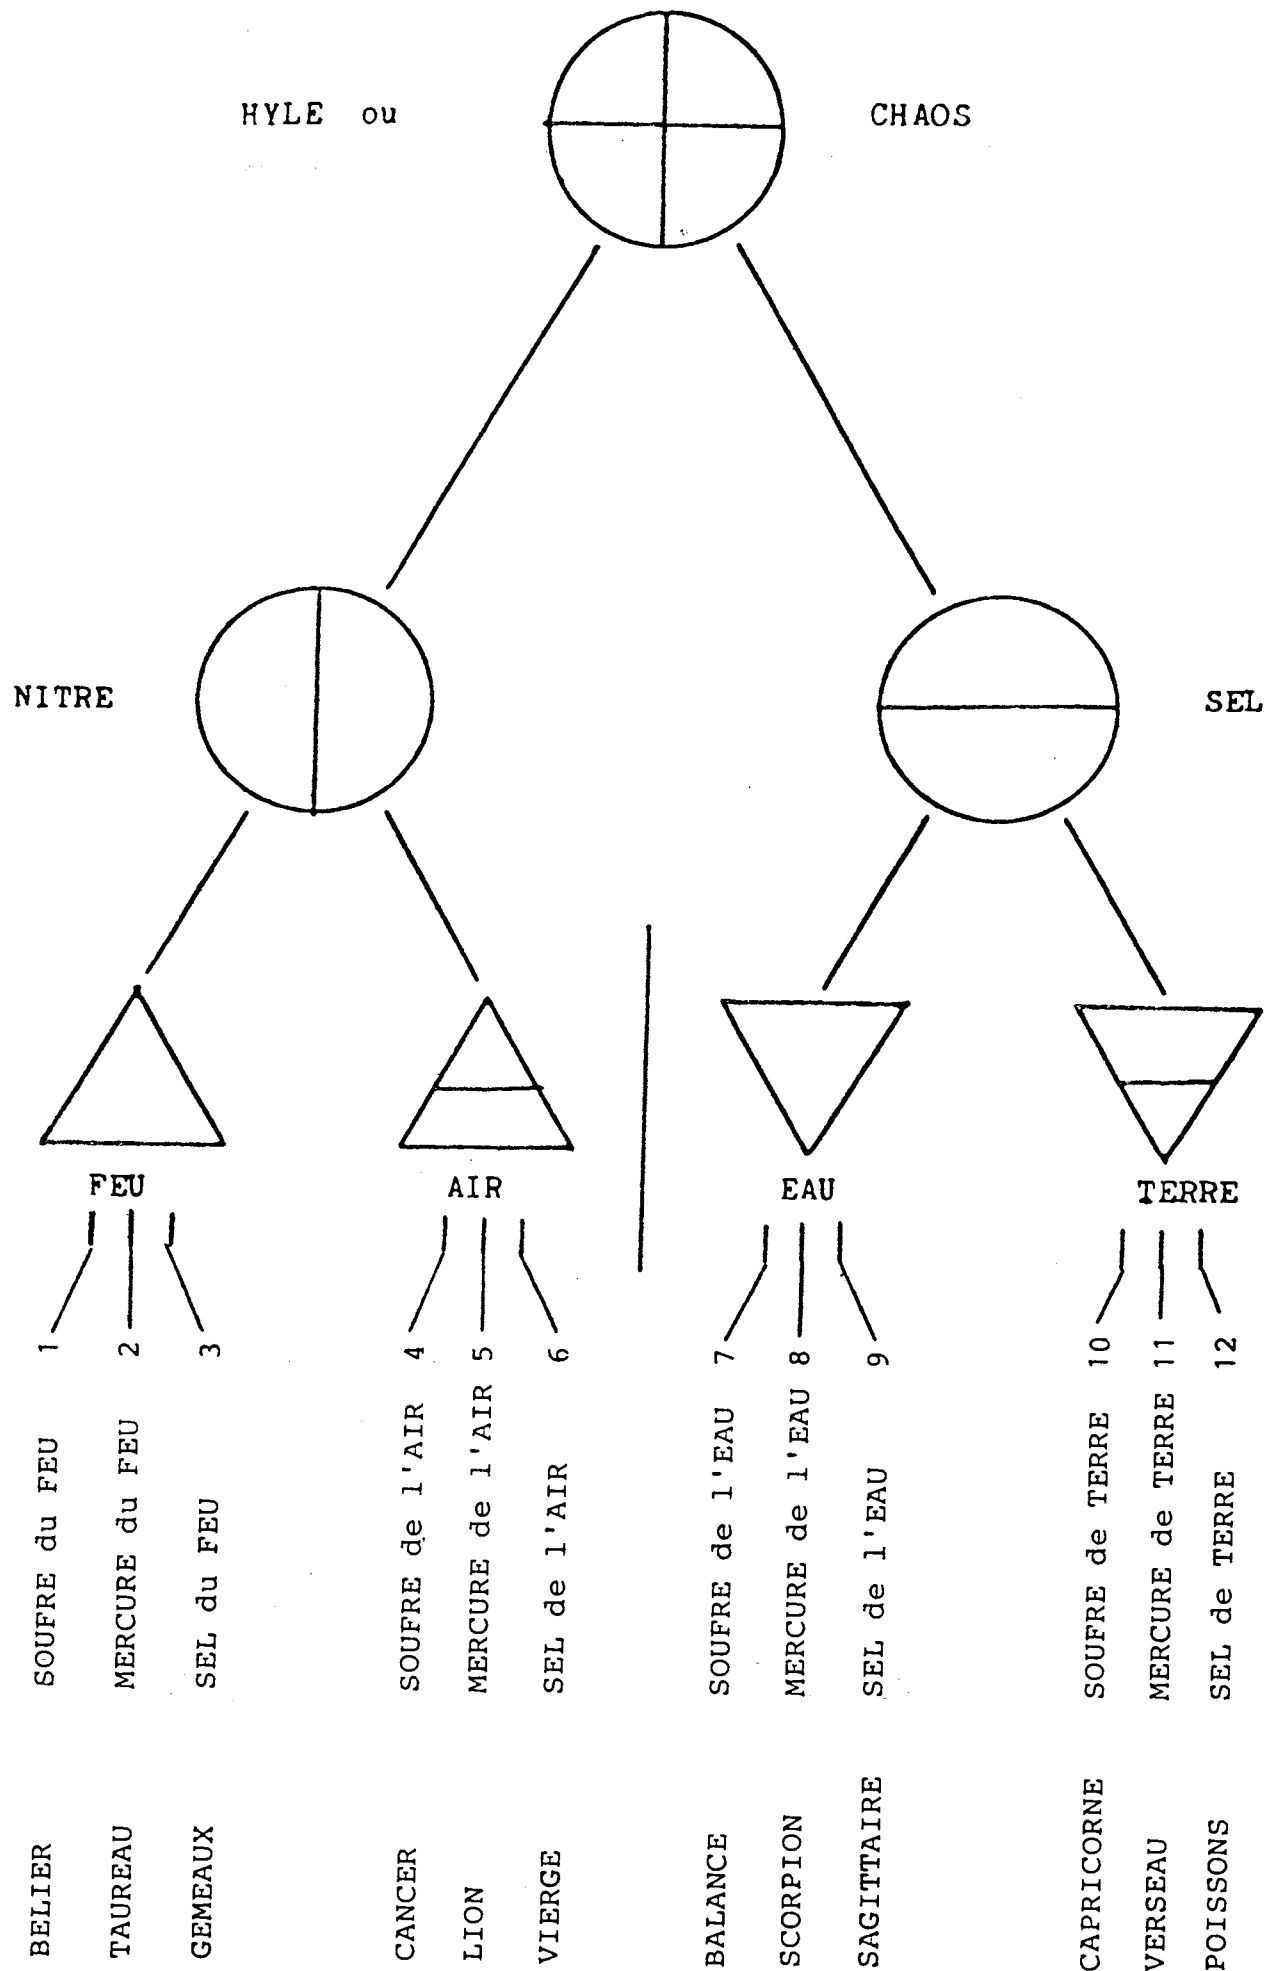 HYLE ou
CHAOS
NITRE
SEL
FEU
AIR
EAU
TERRE
1 SOUFRE du FEU BELIER
2 MERCURE du FEU TAUREAU
3 SEL du FEU GEMEAUX
4 SOUFRE de l'AIR CANCER
5 MERCURE de l'AIR LION
6 SEL de l'AIR VIERGE
7 SOUFRE de l'EAU BALANCE
8 MERCURE de l'EAU SCORPION
9 SEL de l'EAU SAGITTAIRE
10 SOUFRE de TERRE CAPRICORNE
11 MERCURE de TERRE VERSEAU
12 SEL de TERRE POISSONS